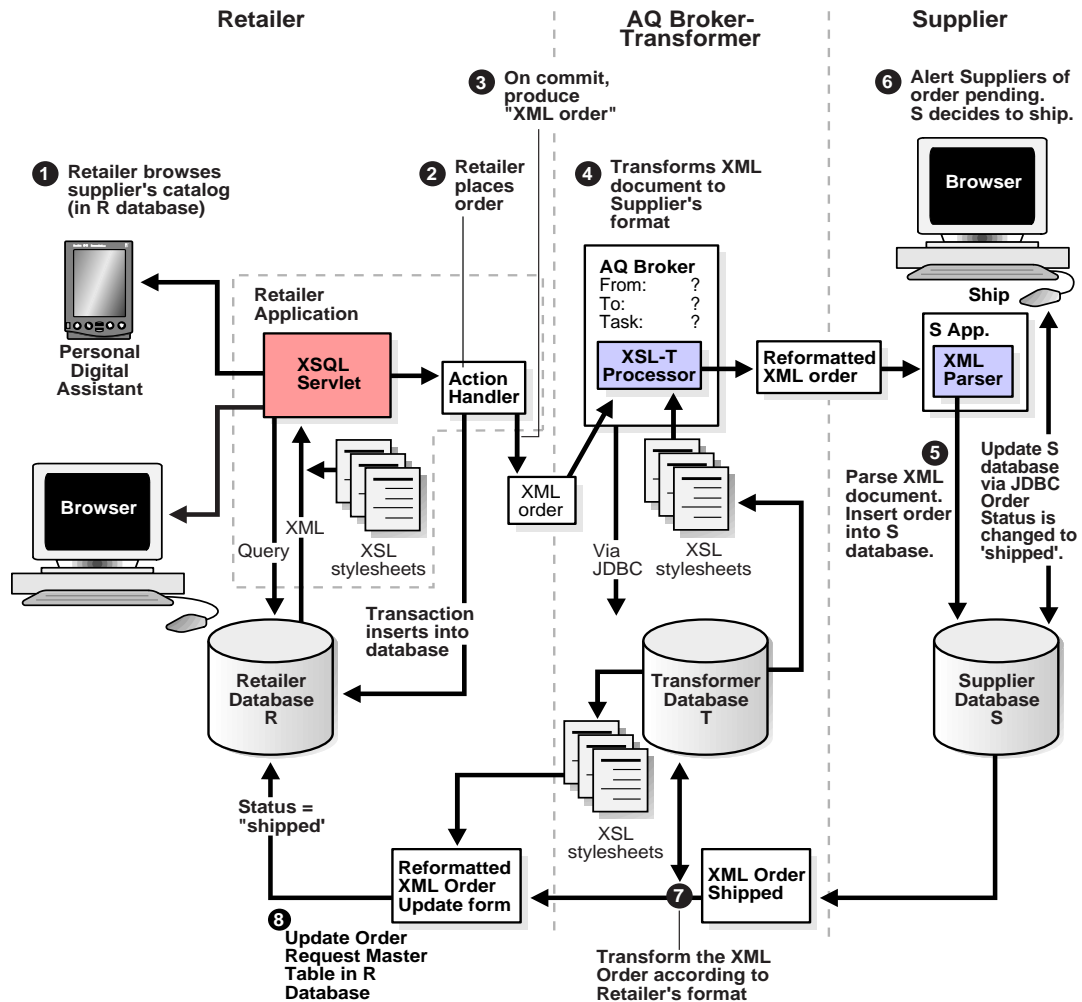 Retailer
AQ Broker-
Transformer
Supplier
3 On commit,
produce
"XML order"
6 Alert Suppliers of
order pending.
S decides to ship.
1 Retailer browses
supplier's catalog
(in R database)
2 Retailer
places
order
4 Transforms XML
document to
Supplier's
format
Browser
AQ Broker
From: ?
To: ?
Task: ?
XSL-T
Processor
Retailer
Application
Ship
S App.
XML
Parser
Personal
Digital
Assistant
XSQL
Servlet
Action
Handler
Reformatted
XML order
Browser
XML
order
5
Parse XML
document.
Insert order
into S
database.
Update S
database
via JDBC
Order
Status is
changed to
'shipped'.
Query
XML
XSL
stylesheets
Via
JDBC
XSL
stylesheets
Transaction
inserts into
database
Retailer
Database
R
Transformer
Database
T
Supplier
Database
S
Status =
"shipped'
XSL
stylesheets
Reformatted
XML Order
Update form
7
XML Order
Shipped
8
Update Order
Request Master
Table in R
Database
Transform the XML
Order according to
Retailer's format